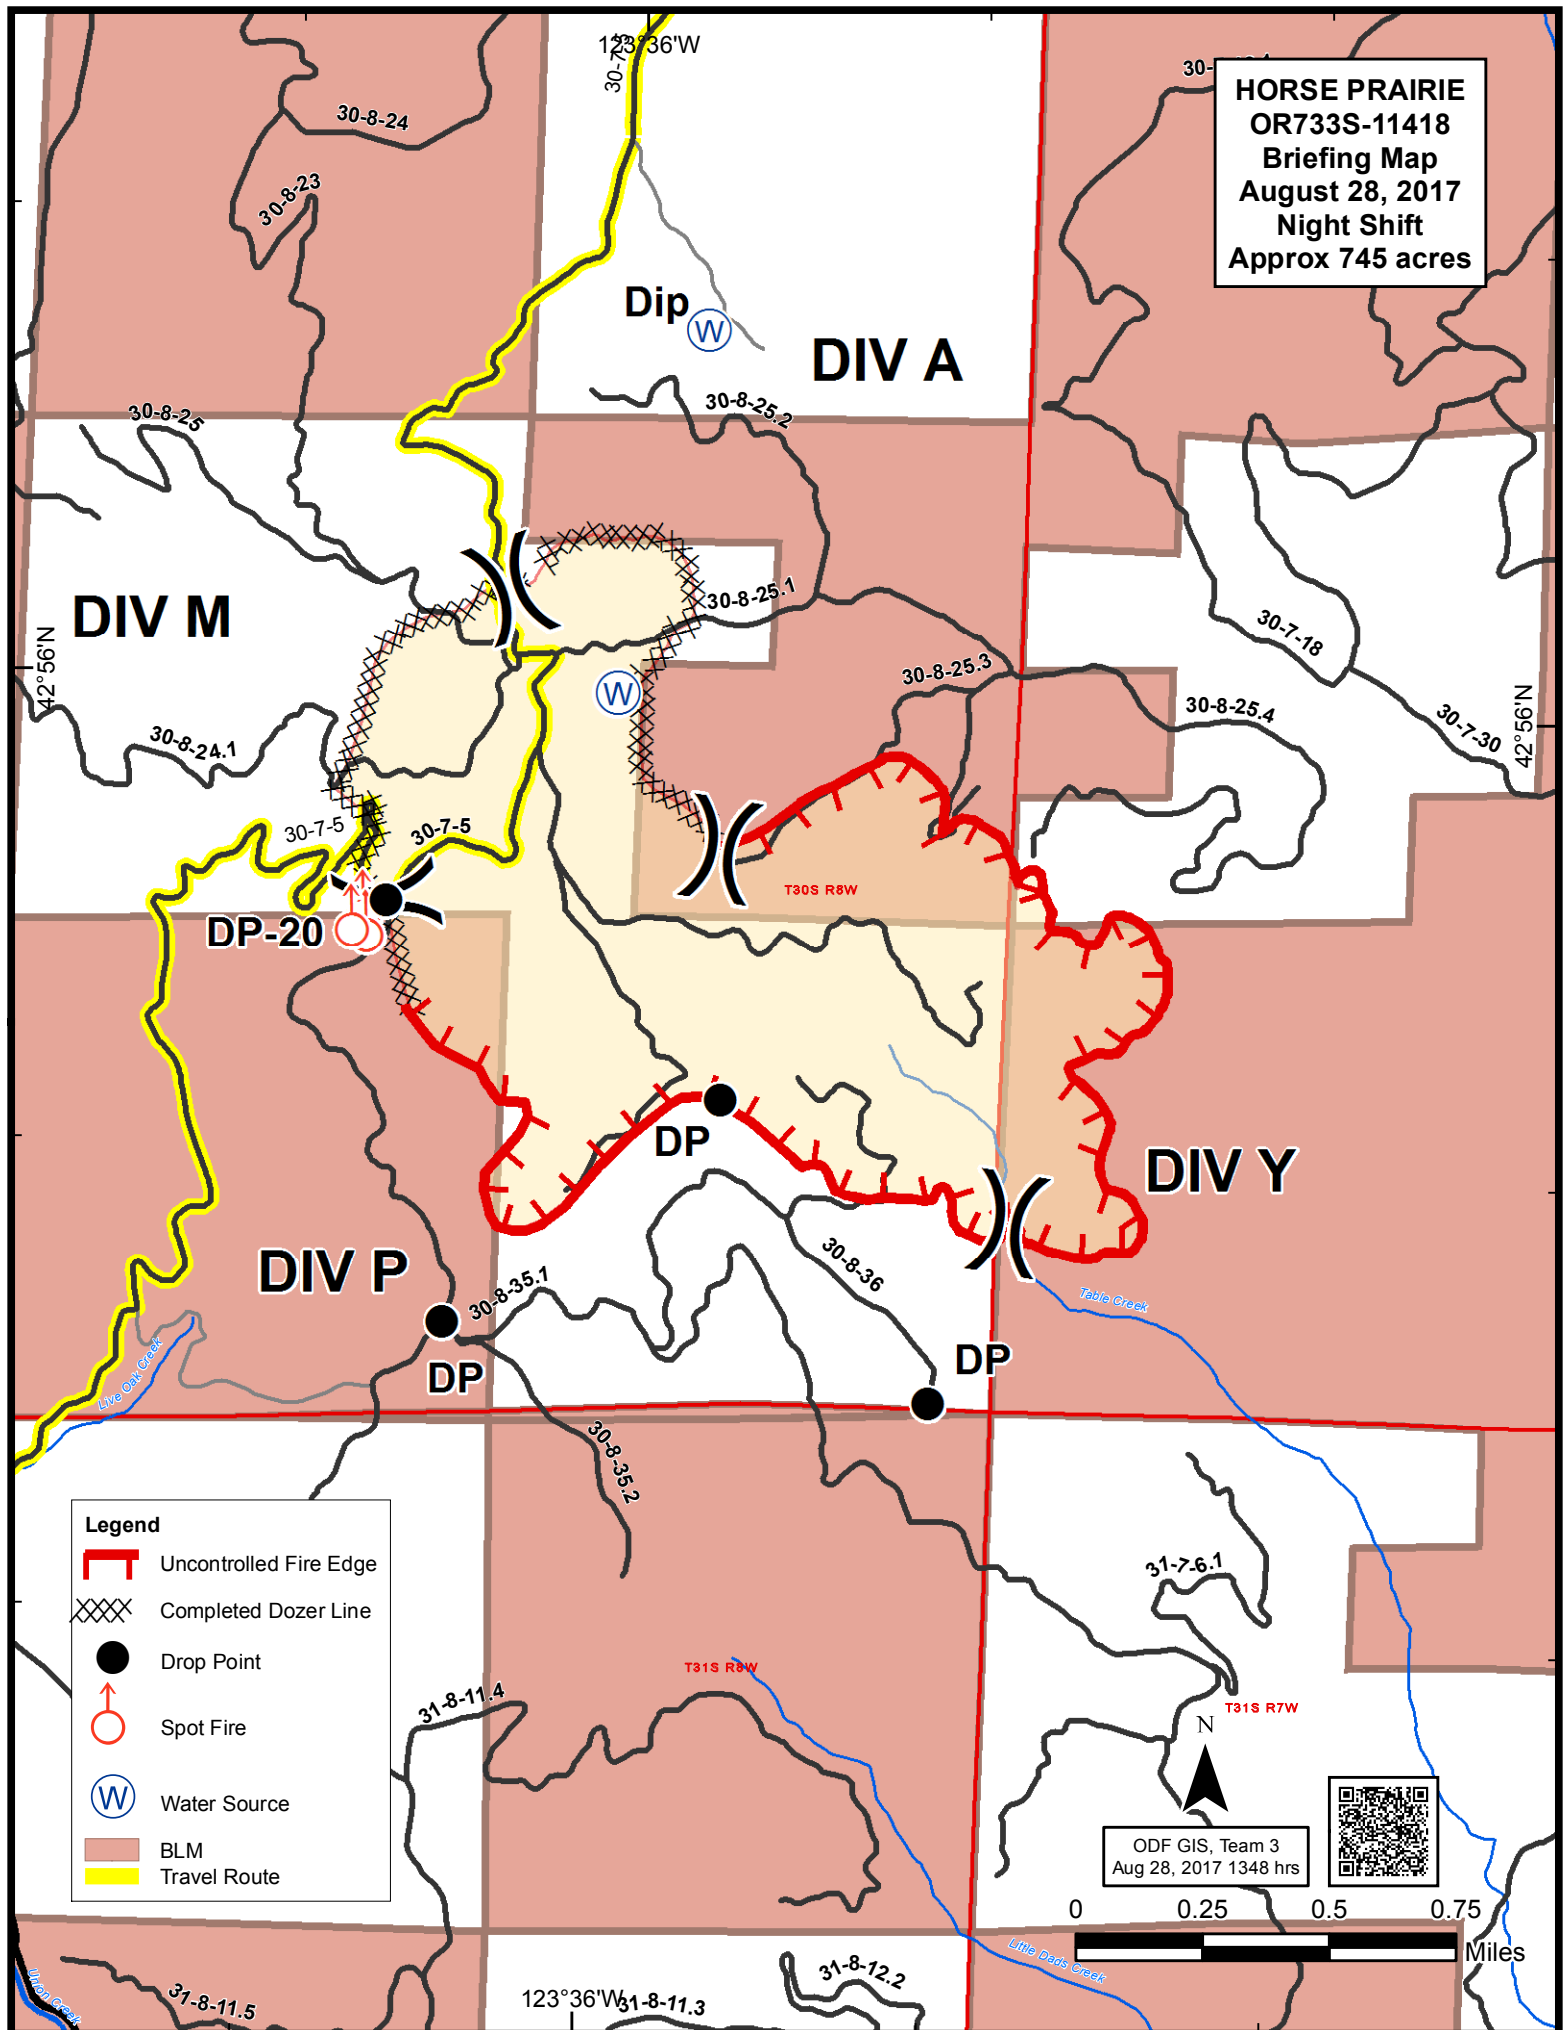 123°36'W
30-7-5
30-8-24
30-8-23
HORSE PRAIRIE
OR733S-11418
Briefing Map
August 28, 2017
Night Shift
Approx 745 acres
Dip
W
DIV A
30-8-25
30-8-25.2
DIV M
30-8-25.1
30-7-18
42°56'N
30-8-25.3
W
30-8-25.4
30-7-30
42°56'N
30-8-24.1
30-7-5
30-7-5
T30S R8W
DP-20
DP
DIV Y
DIV P
30-8-35.1
30-8-36
Table Creek
Live Oak Creek
DP
DP
30-8-35.2
Legend
Uncontrolled Fire Edge
Completed Dozer Line
Drop Point
Spot Fire
W
Water Source
BLM
Travel Route
31-7-6.1
T31S R8W
31-8-11.4
T31S R7W
N
ODF GIS, Team 3
Aug 28, 2017 1348 hrs
0 0.25 0.5 0.75
Miles
Little Dads Creek
31-8-12.2
Union Creek
31-8-11.5
123°36'W
31-8-11.3